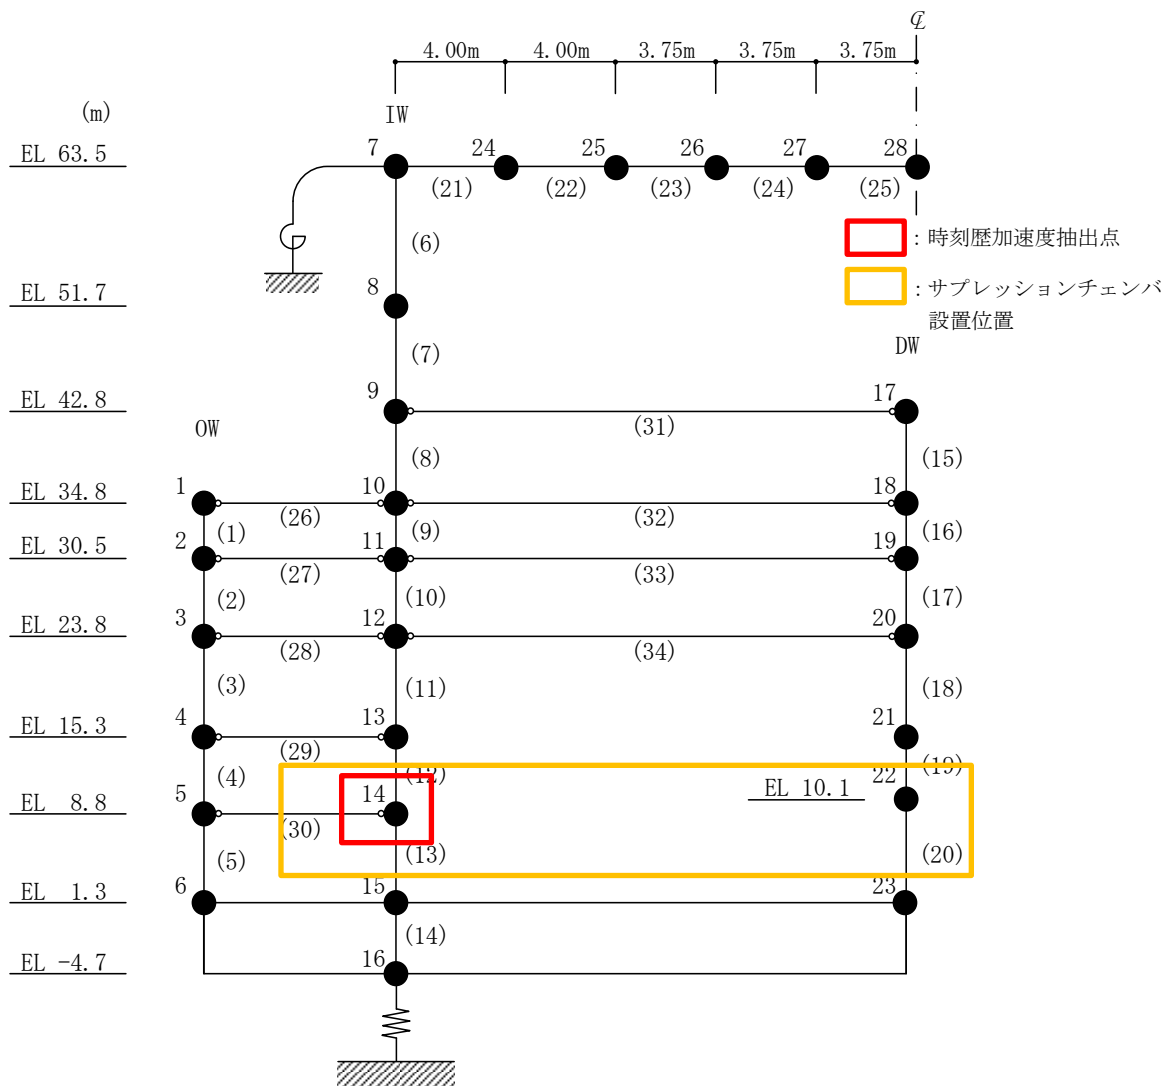 ℄
4.00m 4.00m 3.75m 3.75m 3.75m
(m)
IW
EL 63.5
7 24 25 26 27 28
(21) (22) (23) (24) (25)
:時刻歴加速度抽出点
(6)
:サプレッションチェンバ
設置位置
EL 51.7
8
DW
(7)
EL 42.8
9 17
(31)
OW
(8) (15)
EL 34.8
1 10 18
(26) (32)
(1) (9) (16)
EL 30.5
2 11 19
(27) (33)
(2) (10) (17)
EL 23.8
3 12 20
(28) (34)
(3) (11) (18)
EL 15.3
4 13 21
(29)
(4) (12) (19)
EL 8.8
5 14 EL 10.1 22
(30)
(5) (13) (20)
EL 1.3
6 15 23
(14)
EL -4.7
16